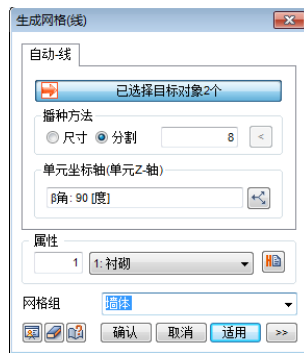 生成网格(线)
自动-线
已选择目标对象2个
播种方法
尺寸 分割 8 <
单元坐标轴(单元Z-轴)
β角: 90 [度]
属性
1 1: 衬砌
网格组 墙体
确认 取消 适用 >>